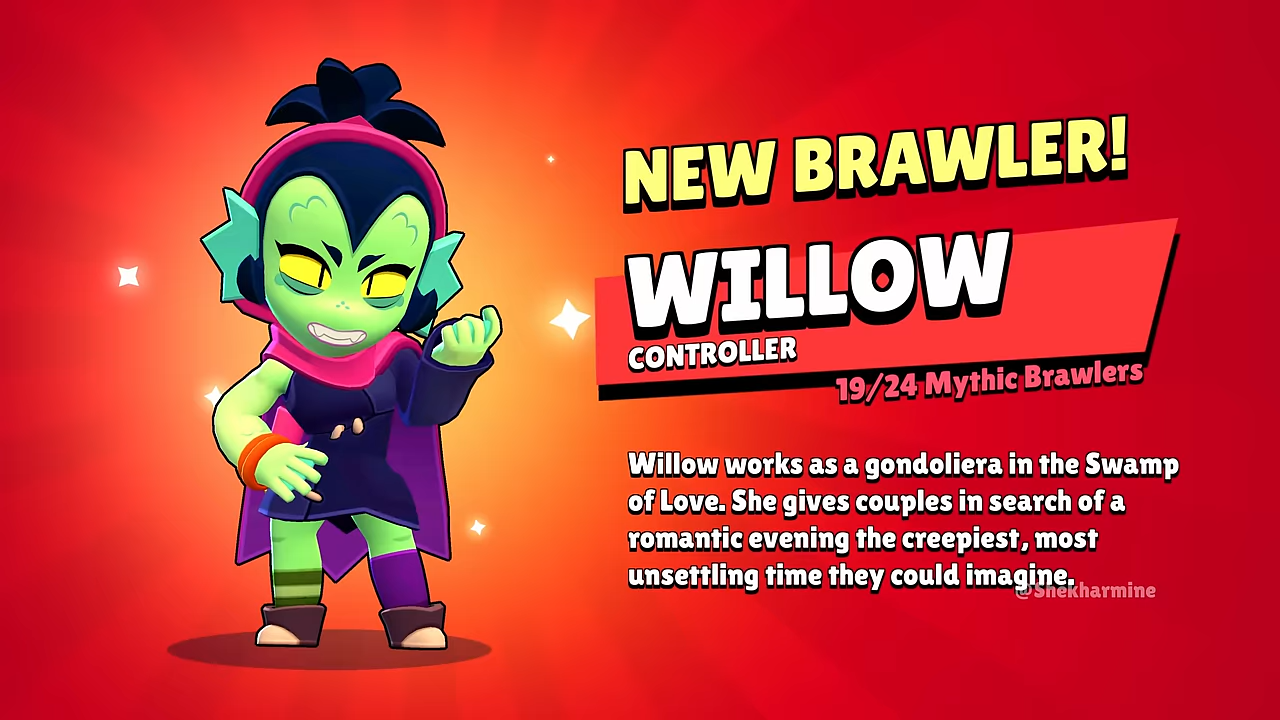 NEW BRAWLER!
WILLOW
CONTROLLER
19/24 Mythic Brawlers
Willow works as a gondoliera in the Swamp
of Love. She gives couples in search of a
romantic evening the creepiest, most
unsettling time they could imagine.
@Shekharmine